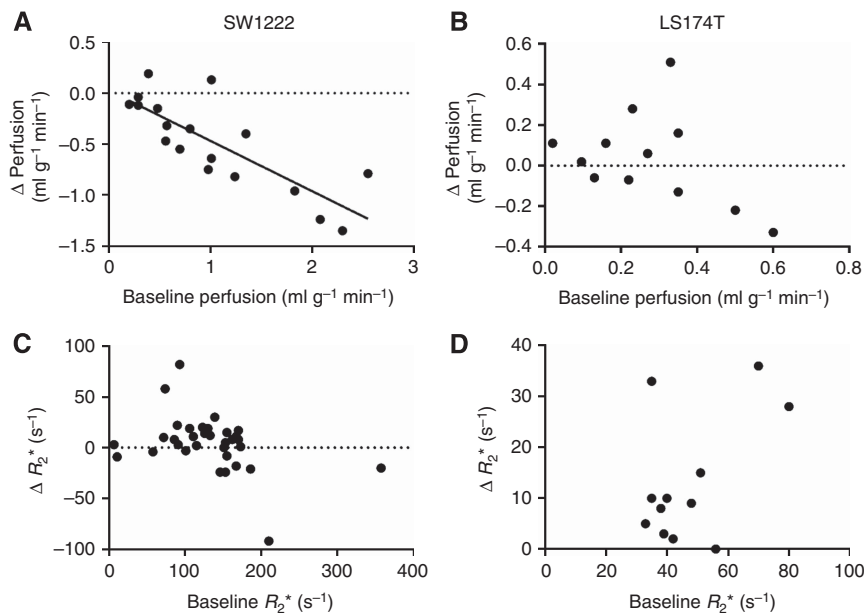 A
SW1222
Δ Perfusion
(ml g⁻¹ min⁻¹)
0.5
0.0
–0.5
–1.0
–1.5
0
1
2
3
Baseline perfusion (ml g⁻¹ min⁻¹)
B
LS174T
Δ Perfusion
(ml g⁻¹ min⁻¹)
0.6
0.4
0.2
0.0
–0.2
–0.4
0.0
0.2
0.4
0.6
0.8
Baseline perfusion (ml g⁻¹ min⁻¹)
C
Δ R₂* (s⁻¹)
100
50
0
–50
–100
0
100
200
300
400
Baseline R₂* (s⁻¹)
D
Δ R₂* (s⁻¹)
40
30
20
10
0
0
20
40
60
80
100
Baseline R₂* (s⁻¹)